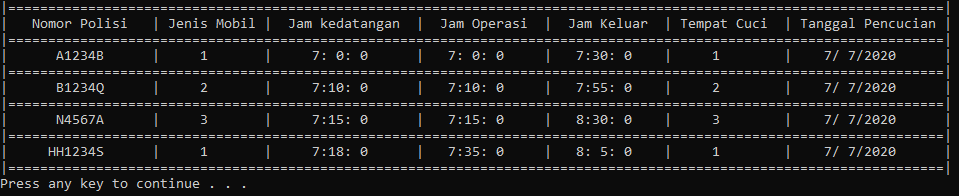 |=====================================================================================================================|
|   Nomor Polisi   | Jenis Mobil |  Jam kedatangan  |  Jam Operasi  |  Jam Keluar  | Tempat Cuci | Tanggal Pencucian |
|=====================================================================================================================|
|      A1234B      |     1       |     7: 0: 0      |    7: 0: 0    |    7:30: 0   |     1       |     7/ 7/2020     |
|=====================================================================================================================|
|      B1234Q      |     2       |     7:10: 0      |    7:10: 0    |    7:55: 0   |     2       |     7/ 7/2020     |
|=====================================================================================================================|
|      N4567A      |     3       |     7:15: 0      |    7:15: 0    |    8:30: 0   |     3       |     7/ 7/2020     |
|=====================================================================================================================|
|     HH1234S      |     1       |     7:18: 0      |    7:35: 0    |    8: 5: 0   |     1       |     7/ 7/2020     |
|=====================================================================================================================|
Press any key to continue . . .